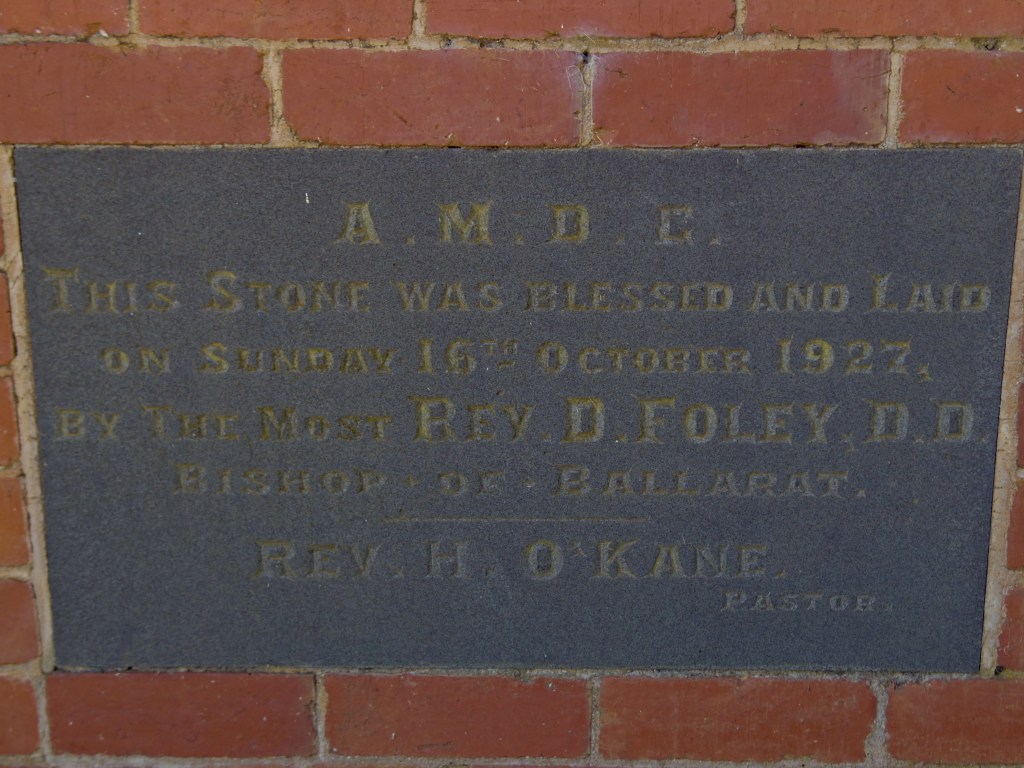 A. M. D. G.
THIS STONE WAS BLESSED AND LAID
ON SUNDAY 16TH OCTOBER 1927,
BY THE MOST REV. D. FOLEY, D.D.
BISHOP · OF · BALLARAT.
REV. H. O'KANE.
PASTOR.